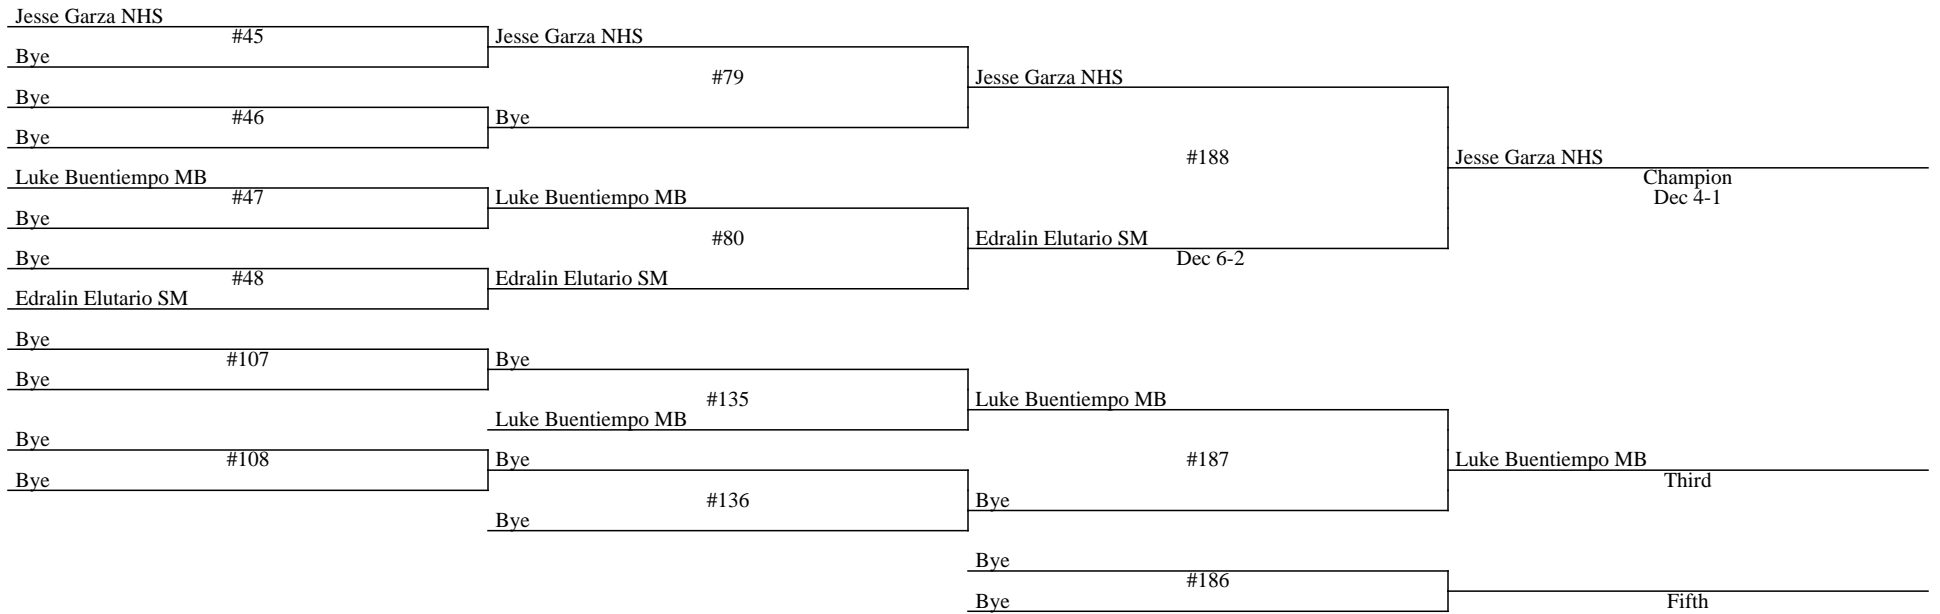 Jesse Garza NHS
#45
Bye
Jesse Garza NHS
#79
Bye
#46
Bye
Bye
Jesse Garza NHS
#188
Luke Buentiempo MB
#47
Bye
Luke Buentiempo MB
#80
Bye
#48
Edralin Elutario SM
Edralin Elutario SM
Edralin Elutario SM
Dec 6-2
Jesse Garza NHS
Champion
Dec 4-1
Bye
#107
Bye
Bye
#135
Luke Buentiempo MB
Luke Buentiempo MB
#187
Bye
#108
Bye
Bye
#136
Bye
Bye
Luke Buentiempo MB
Third
Bye
#186
Bye
Fifth